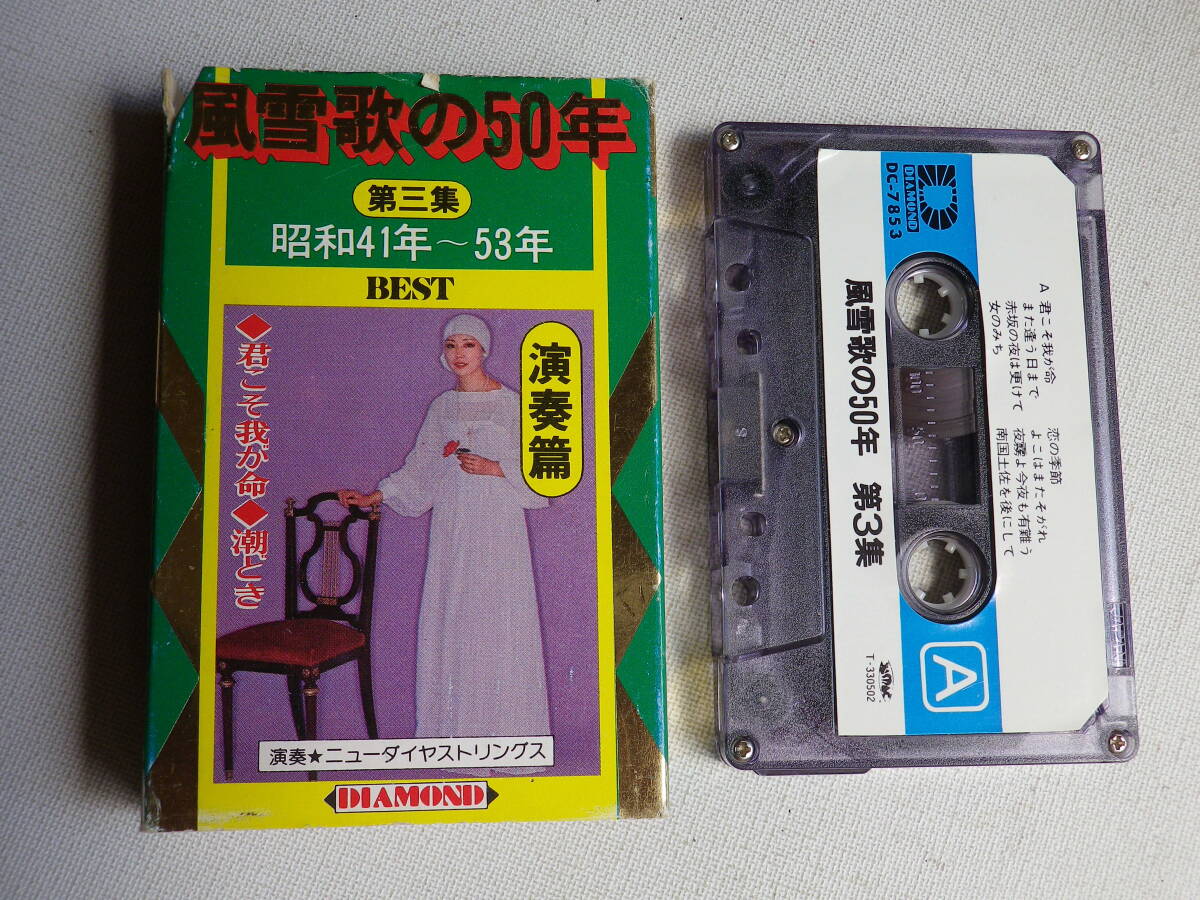 風雪歌の50年
第三集
昭和41年~53年
BEST
演奏篇
◆君こそ我が命◆潮どき
演奏★ニューダイヤストリングス
DIAMOND
DIAMOND
DC-7853
風雪歌の50年 第3集
A 君こそ我が命
また逢う日まで
赤坂の夜は更けて
女のみち
恋の季節
よこはまたそがれ
夜霧よ今夜も有難う
南国土佐を後にして
A
T-330502